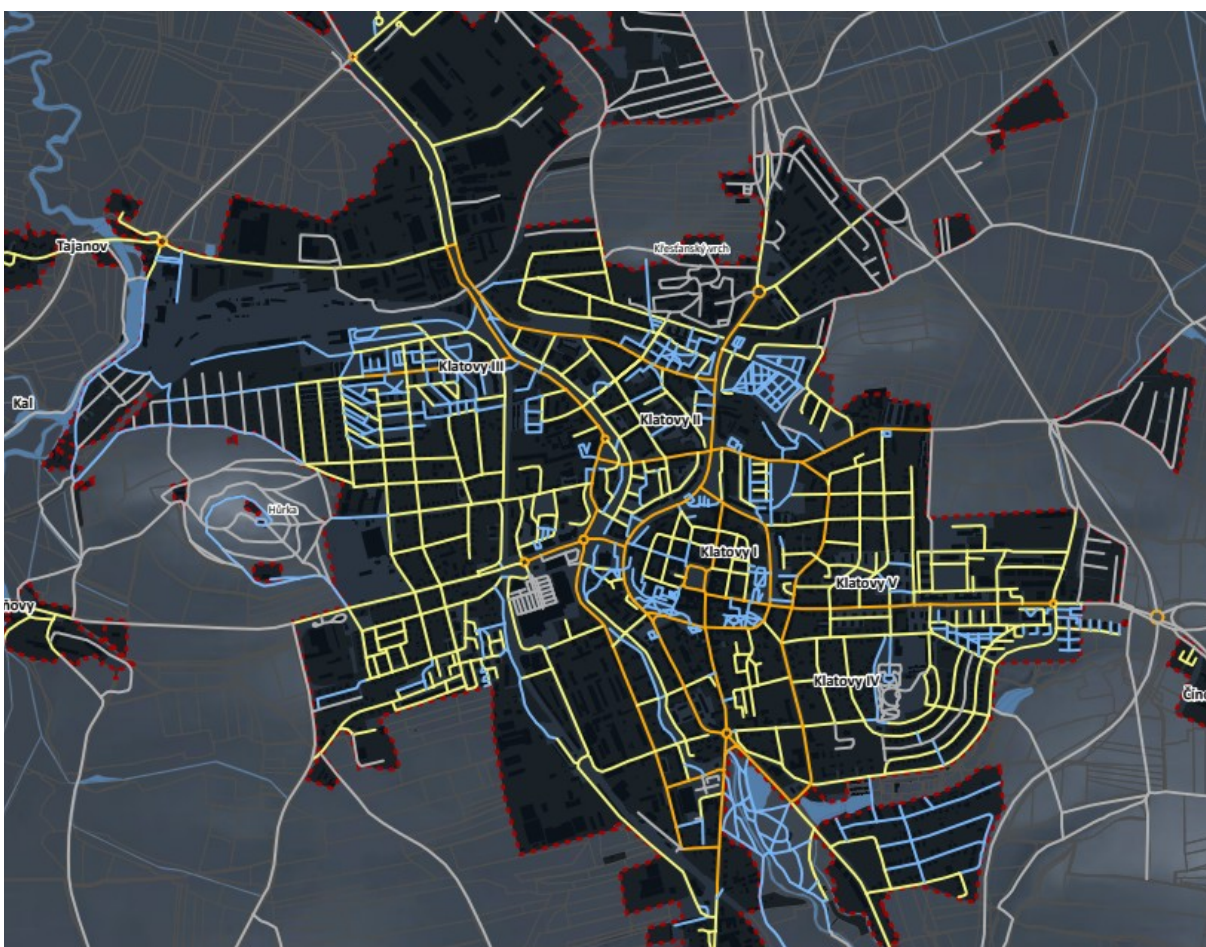 Tajanov
Křesťanský vrch
Klatovy III
Kal
Klatovy II
Hůrka
Klatovy I
Klatovy V
Klatovy IV